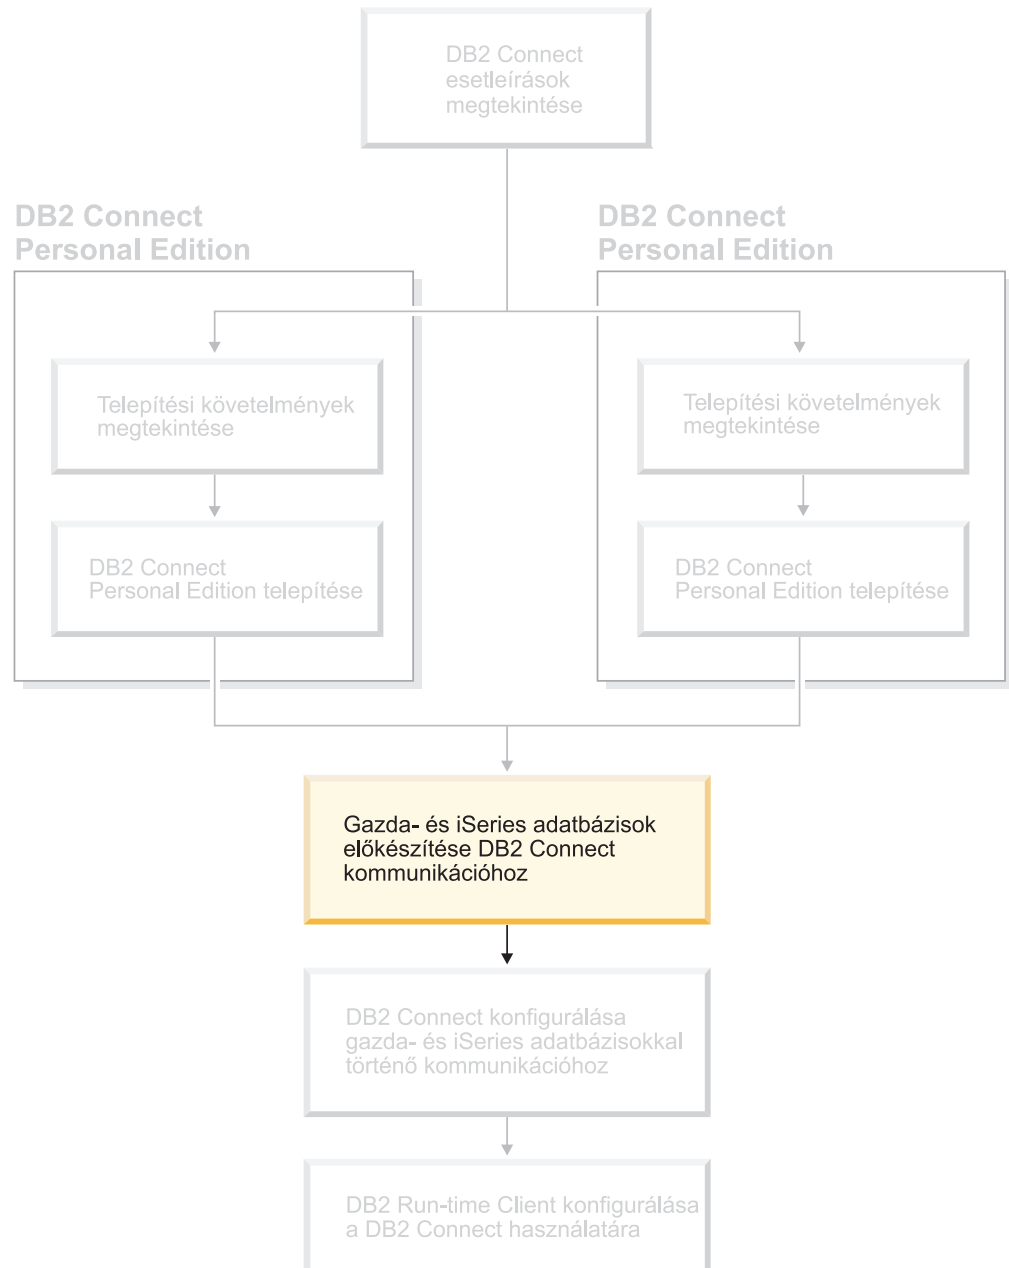 DB2 Connect
esetleírások
megtekintése
DB2 Connect
Personal Edition
DB2 Connect
Personal Edition
Telepítési követelmények
megtekintése
Telepítési követelmények
megtekintése
DB2 Connect
Personal Edition telepítése
DB2 Connect
Personal Edition telepítése
Gazda- és iSeries adatbázisok
előkészítése DB2 Connect
kommunikációhoz
DB2 Connect konfigurálása
gazda- és iSeries adatbázisokkal
történő kommunikációhoz
DB2 Run-time Client konfigurálása
a DB2 Connect használatára